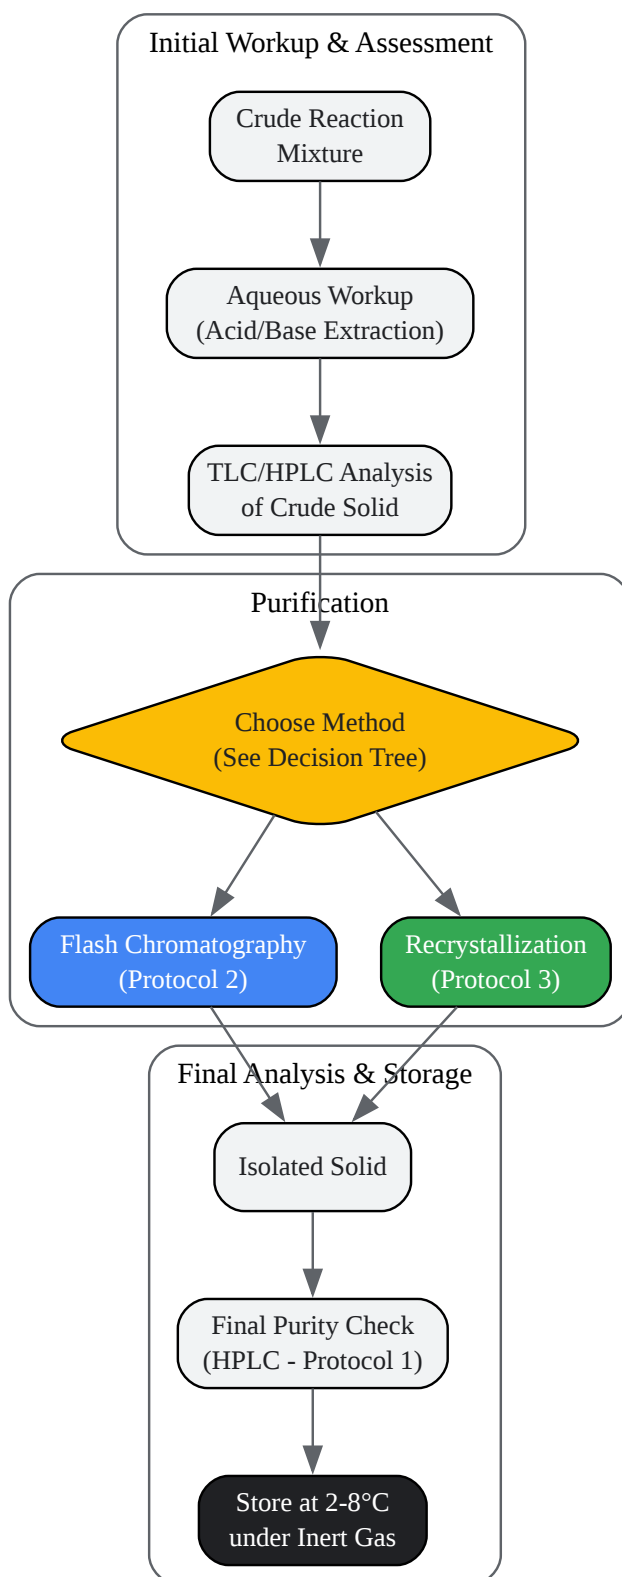 Initial Workup & Assessment
Crude Reaction
Mixture
Aqueous Workup
(Acid/Base Extraction)
TLC/HPLC Analysis
of Crude Solid
Purification
Choose Method
(See Decision Tree)
Flash Chromatography
(Protocol 2)
Recrystallization
(Protocol 3)
Final Analysis & Storage
Isolated Solid
Final Purity Check
(HPLC - Protocol 1)
Store at 2-8°C
under Inert Gas